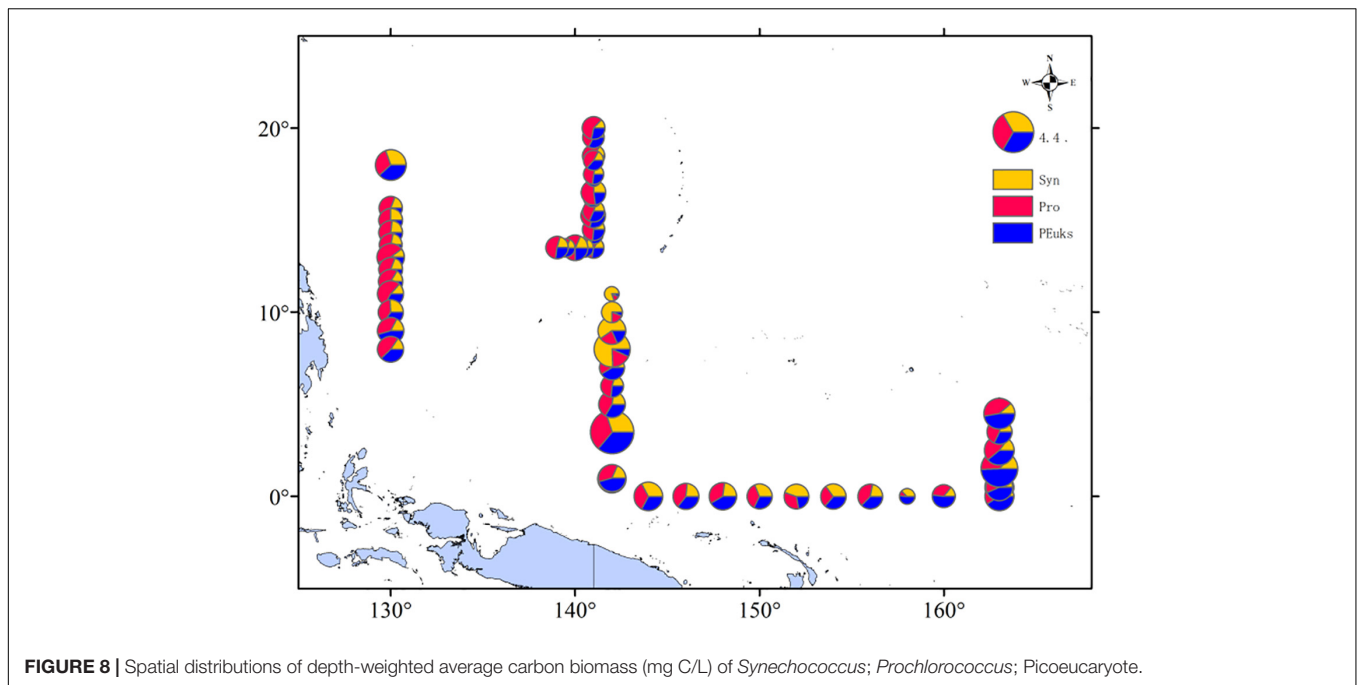 N
W E
S
20°
4.4.
Syn
Pro
PEuks
10°
0°
130° 140° 150° 160°
FIGURE 8 | Spatial distributions of depth-weighted average carbon biomass (mg C/L) of Synechococcus; Prochlorococcus; Picoeucaryote.